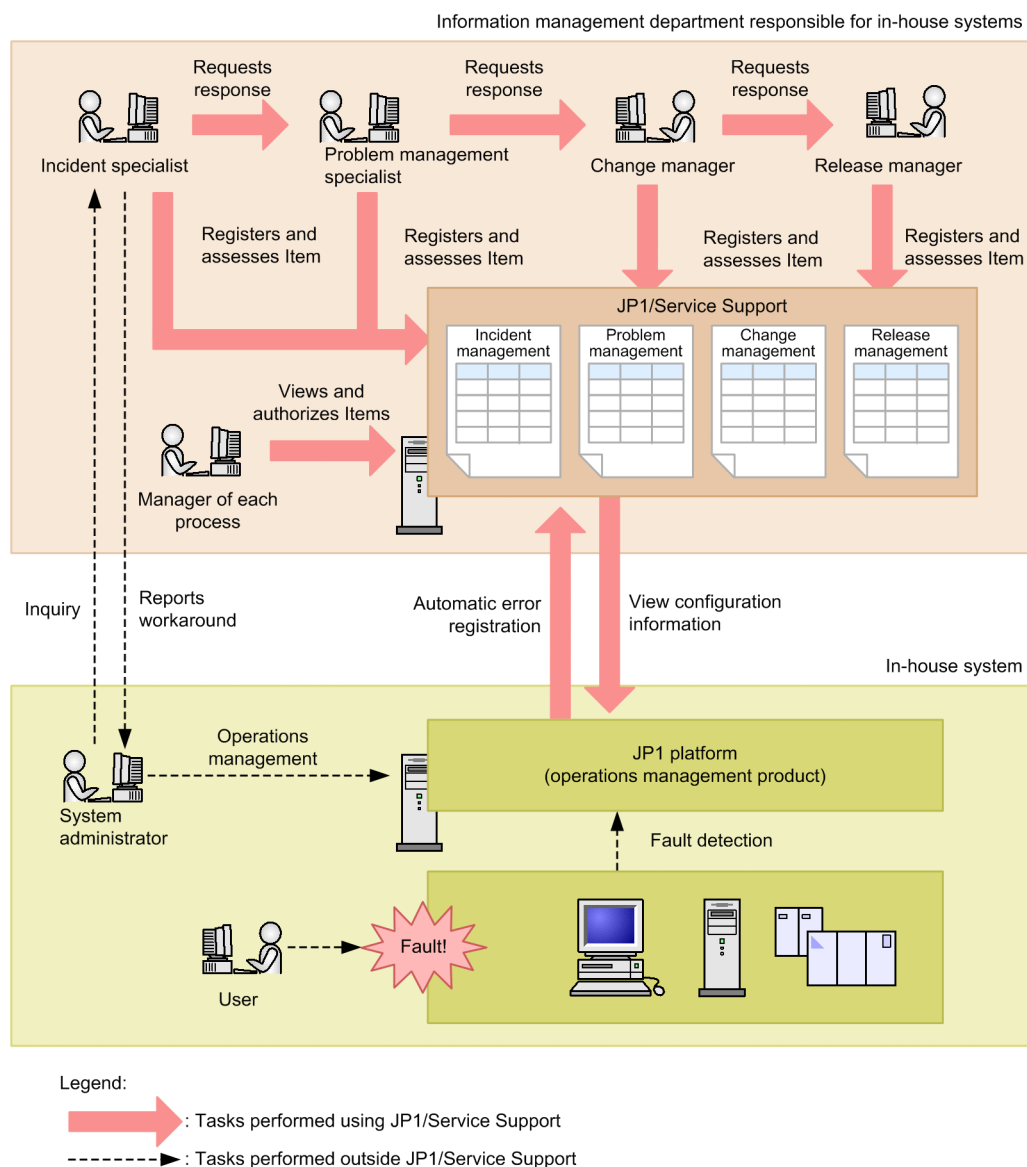 Information management department responsible for in-house systems
Requests
response
Requests
response
Requests
response
Incident specialist
Problem management
specialist
Change manager
Release manager
Registers and
assesses Item
Registers and
assesses Item
Registers and
assesses Item
Registers and
assesses Item
JP1/Service Support
Incident
management
Problem
management
Change
management
Release
management
Views and
authorizes Items
Manager of each
process
Inquiry
Reports
workaround
Automatic error
registration
View configuration
information
In-house system
Operations
management
JP1 platform
(operations management product)
System
administrator
Fault detection
Fault!
User
Legend:
: Tasks performed using JP1/Service Support
: Tasks performed outside JP1/Service Support